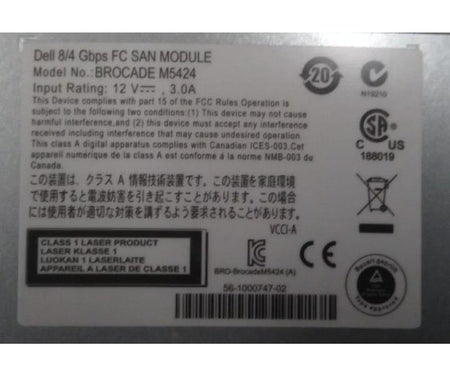 Dell 8/4 Gbps FC SAN MODULE
Model No.:BROCADE M5424
Input Rating: 12 V⎓, 3.0A
This Device complies with part 15 of the FCC Rules Operation is
subject to the following two conditions:(1) This device may not cause
harmful interference,and(2) this device must accept any interference
received including interference that may cause undesired operation.
This class A digital apparatus complies with Canadian ICES-003.Cet
appareil numérique de la class A est conforme à la norme NMB-003 du
Canada.
20
N19210
SA
C US
188019
この装置は、クラスA 情報技術装置です。この装置を家庭環境
で使用すると電波妨害を引き起こすことがあります。この場合
には使用者が適切な対策を講ずるよう要求されることがあります。
VCCI-A
CLASS 1 LASER PRODUCT
LASER KLASSE 1
LUOKAN 1 LASERLAITE
APPAREIL A LASER DE CLASSE 1
CE
BRO-BrocadeM5424 (A)
56-1000747-02
Bauart geprüft
Type approved